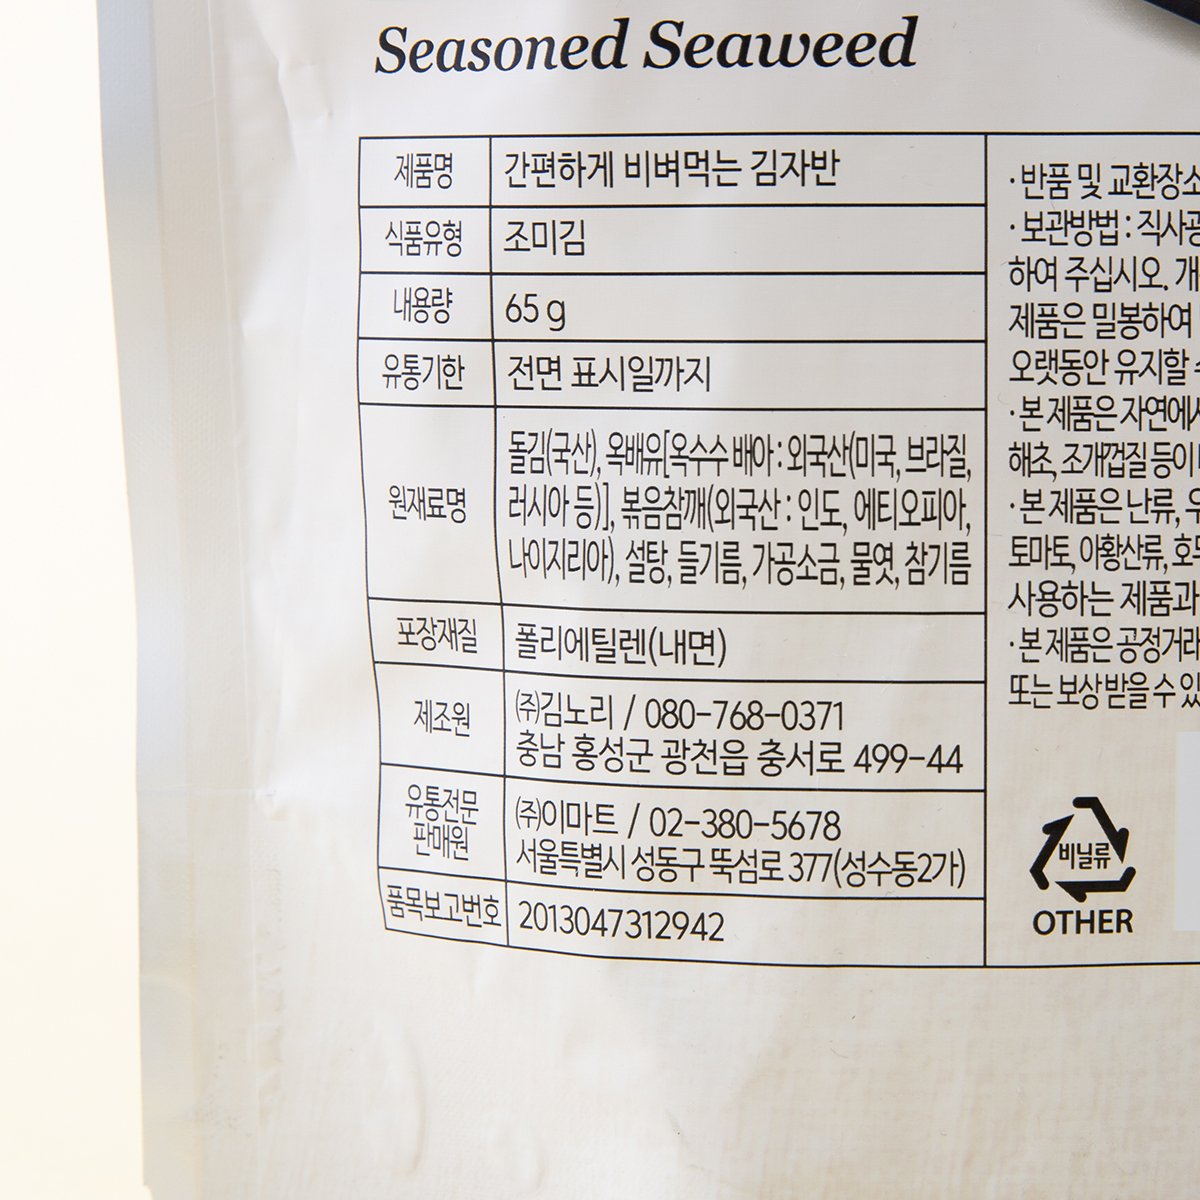 Seasoned Seaweed
제품명 간편하게 비벼먹는 김자반
식품유형 조미김
내용량 65 g
유통기한 전면 표시일까지
원재료명
돌김(국산), 옥배유[옥수수 배아 : 외국산(미국, 브라질,
러시아 등)], 볶음참깨(외국산 : 인도, 에티오피아,
나이지리아), 설탕, 들기름, 가공소금, 물엿, 참기름
포장재질 폴리에틸렌(내면)
제조원
㈜김노리 / 080-768-0371
충남 홍성군 광천읍 충서로 499-44
유통전문
판매원
㈜이마트 / 02-380-5678
서울특별시 성동구 뚝섬로 377(성수동2가)
품목보고번호 2013047312942
· 반품 및 교환장소
· 보관방법 : 직사광
하여 주십시오. 개
제품은 밀봉하여
오랫동안 유지할
· 본 제품은 자연에서
해초, 조개껍질 등이
· 본 제품은 난류, 우
토마토, 아황산류, 호두
사용하는 제품과
· 본 제품은 공정거래
또는 보상 받을 수 있
비닐류
OTHER